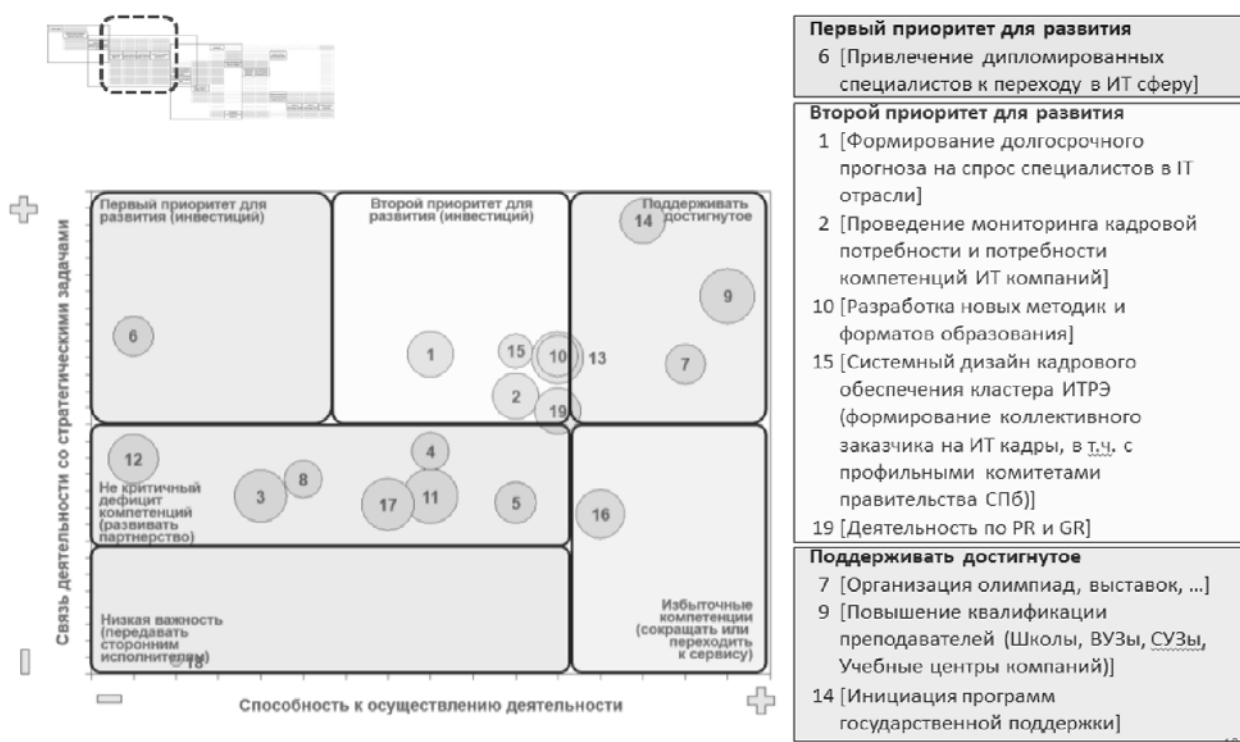 Первый приоритет для
развития (инвестиций)
Второй приоритет для
развития (инвестиций)
Поддерживать
достигнутое
14
9
6
1
15
10
13
7
2
19
12
4
8
3
17
11
5
16
Не критичный
дефицит
компетенций
(развивать
партнерство)
Низкая важность
(передавать
сторонним
исполнителям)
18
Избыточные
компетенции
(сокращать или
переходить
к сервису)
Связь деятельности со стратегическими задачами
Способность к осуществлению деятельности
Первый приоритет для развития
6 [Привлечение дипломированных
специалистов к переходу в ИТ сферу]
Второй приоритет для развития
1 [Формирование долгосрочного
прогноза на спрос специалистов в IT
отрасли]
2 [Проведение мониторинга кадровой
потребности и потребности
компетенций ИТ компаний]
10 [Разработка новых методик и
форматов образования]
15 [Системный дизайн кадрового
обеспечения кластера ИТРЭ
(формирование коллективного
заказчика на ИТ кадры, в т.ч. с
профильными комитетами
правительства СПб)]
19 [Деятельность по PR и GR]
Поддерживать достигнутое
7 [Организация олимпиад, выставок, ...]
9 [Повышение квалификации
преподавателей (Школы, ВУЗы, СУЗы,
Учебные центры компаний)]
14 [Инициация программ
государственной поддержки]